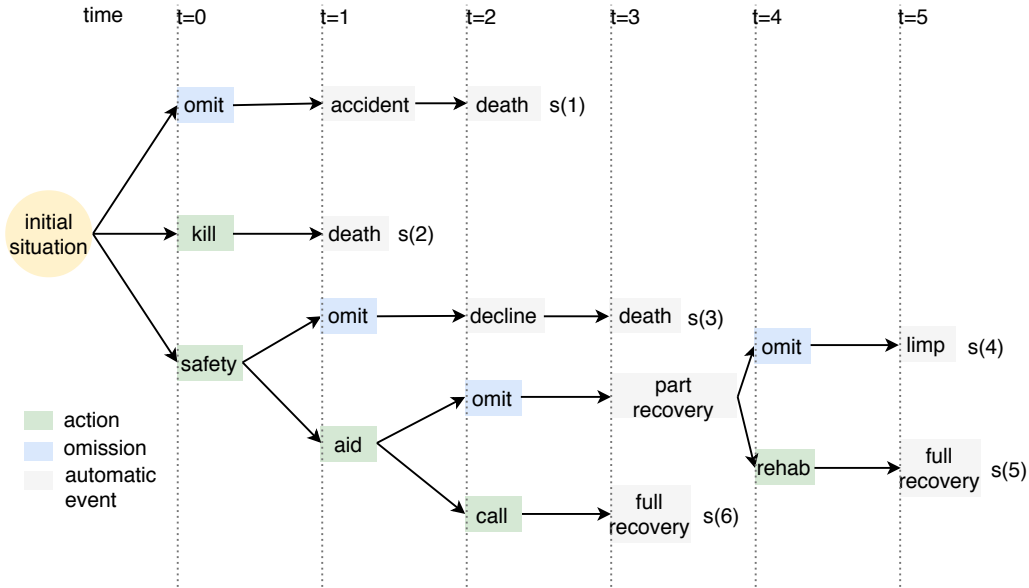 time t=0 t=1 t=2 t=3 t=4 t=5
omit accident death s(1)
initial
situation
kill death s(2)
omit decline death s(3)
omit limp s(4)
safety
omit
part
recovery
aid
rehab
full
recovery
s(5)
call
full
recovery
s(6)
action
omission
automatic
event